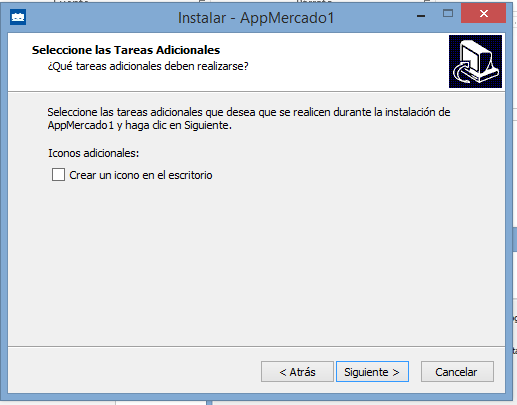 Instalar - AppMercado1
Seleccione las Tareas Adicionales
¿Qué tareas adicionales deben realizarse?
Seleccione las tareas adicionales que desea que se realicen durante la instalación de
AppMercado1 y haga clic en Siguiente.
Iconos adicionales:
Crear un icono en el escritorio
< Atrás
Siguiente >
Cancelar